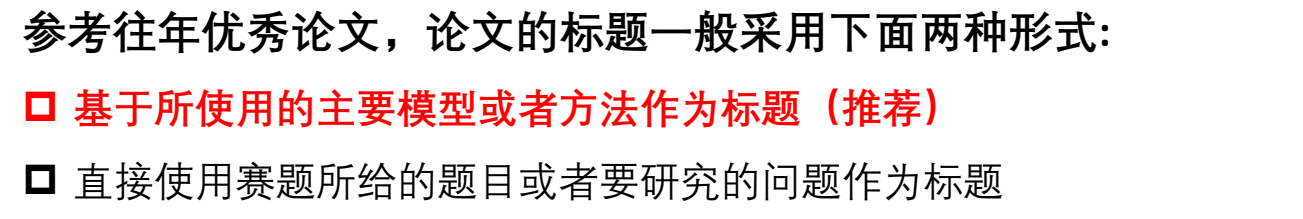 参考往年优秀论文，论文的标题一般采用下面两种形式:
基于所使用的主要模型或者方法作为标题（推荐）
直接使用赛题所给的题目或者要研究的问题作为标题